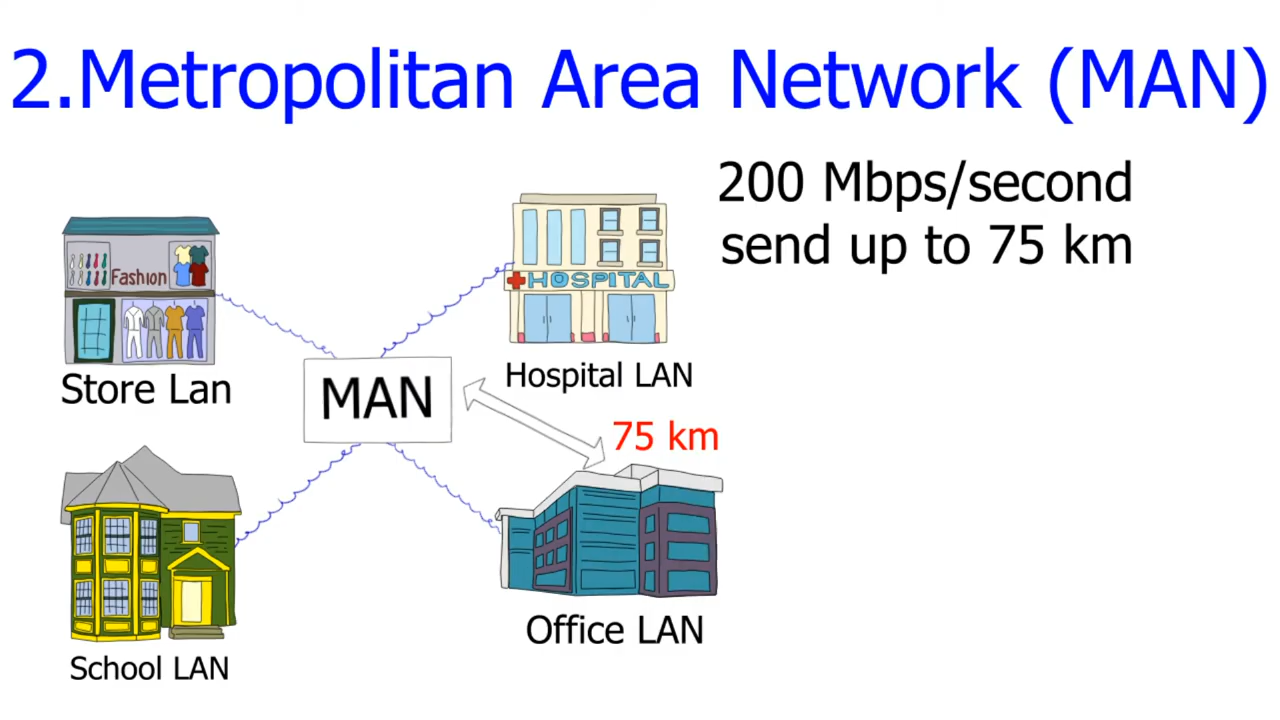 2.Metropolitan Area Network (MAN)
200 Mbps/second
send up to 75 km
Fashion
Store Lan
HOSPITAL
Hospital LAN
MAN
75 km
School LAN
Office LAN